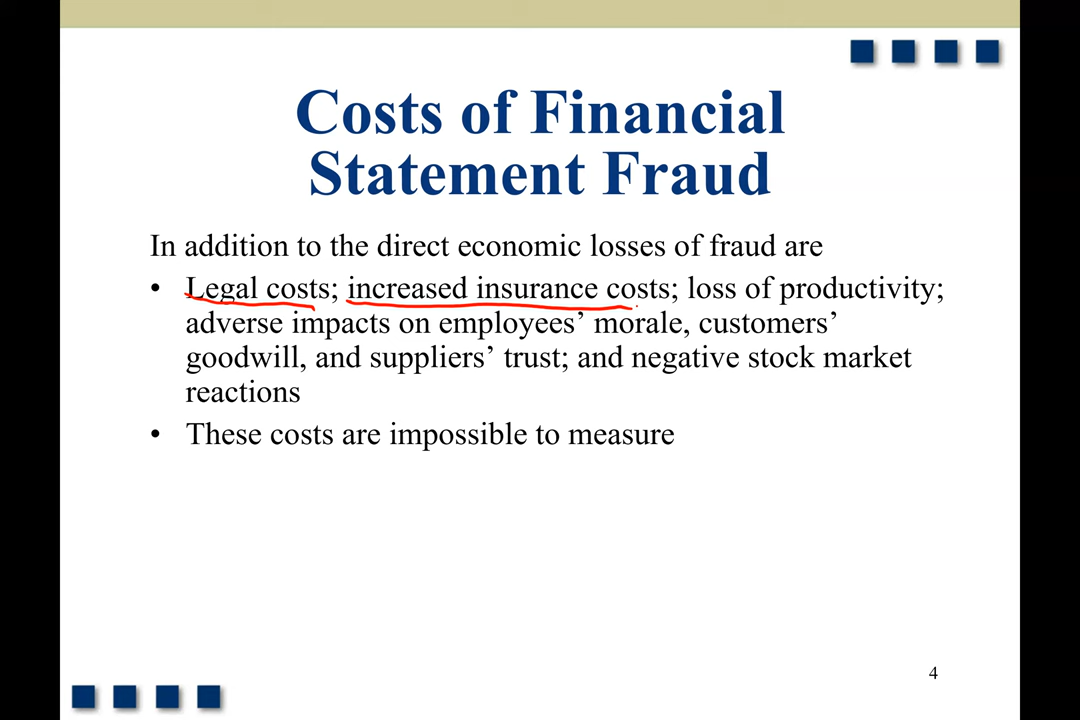 Costs of Financial
Statement Fraud
In addition to the direct economic losses of fraud are
• Legal costs; increased insurance costs; loss of productivity;
adverse impacts on employees’ morale, customers’
goodwill, and suppliers’ trust; and negative stock market
reactions
• These costs are impossible to measure
4